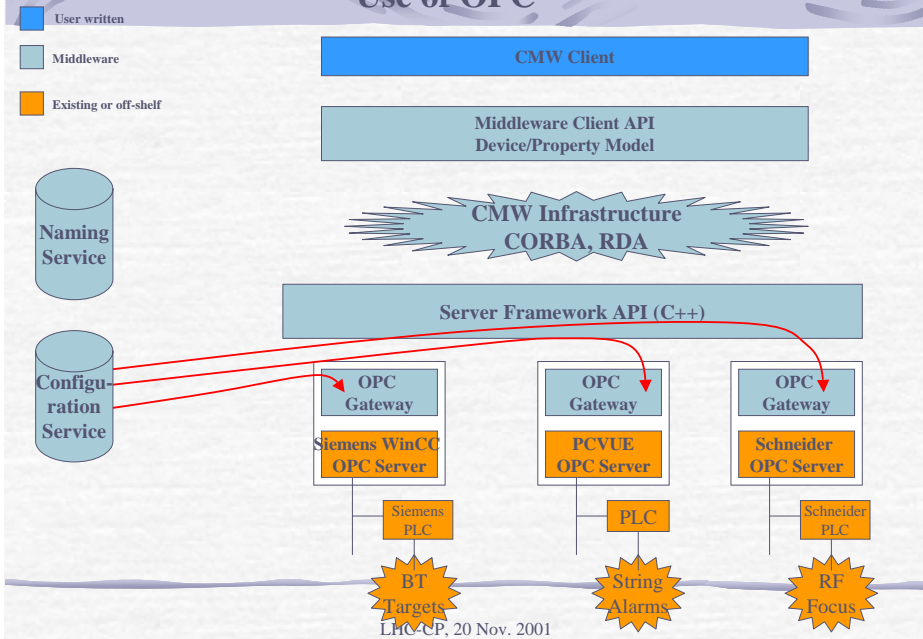 Use of OPC
User written
Middleware
Existing or off-shelf
CMW Client
Middleware Client API
Device/Property Model
Naming
Service
CMW Infrastructure
CORBA, RDA
Server Framework API (C++)
Configu-
ration
Service
OPC
Gateway
Siemens WinCC
OPC Server
OPC
Gateway
PCVUE
OPC Server
OPC
Gateway
Schneider
OPC Server
Siemens
PLC
PLC
Schneider
PLC
BT
Targets
String
Alarms
RF
Focus
LHC-CP, 20 Nov. 2001